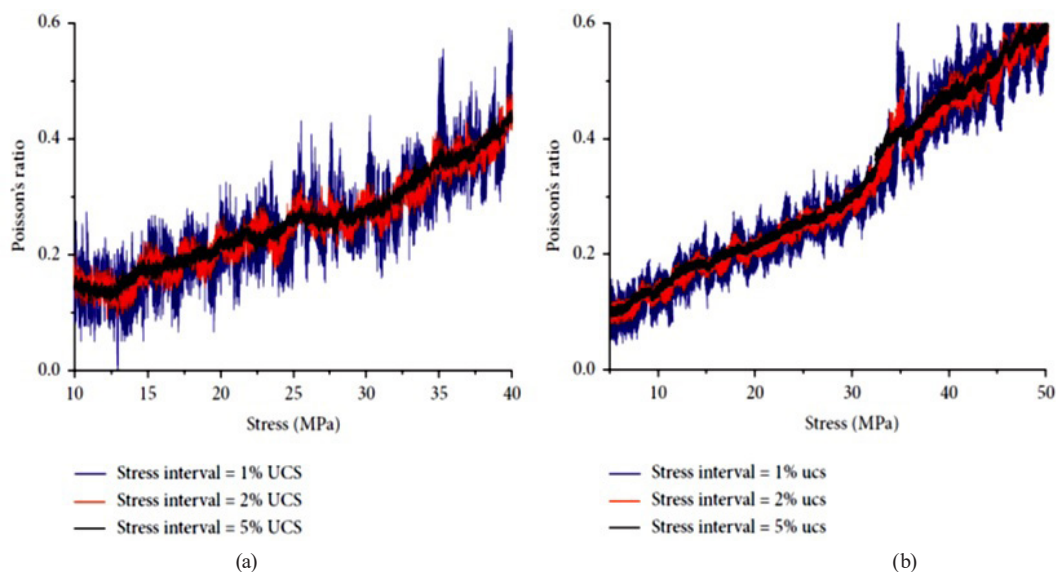 0.6
0.4
0.2
0.0
Poisson's ratio
10 15 20 25 30 35 40
Stress (MPa)
Stress interval = 1% UCS
Stress interval = 2% UCS
Stress interval = 5% UCS
(a)
0.6
0.4
0.2
0.0
Poisson's ratio
10 20 30 40 50
Stress (MPa)
Stress interval = 1% ucs
Stress interval = 2% ucs
Stress interval = 5% ucs
(b)